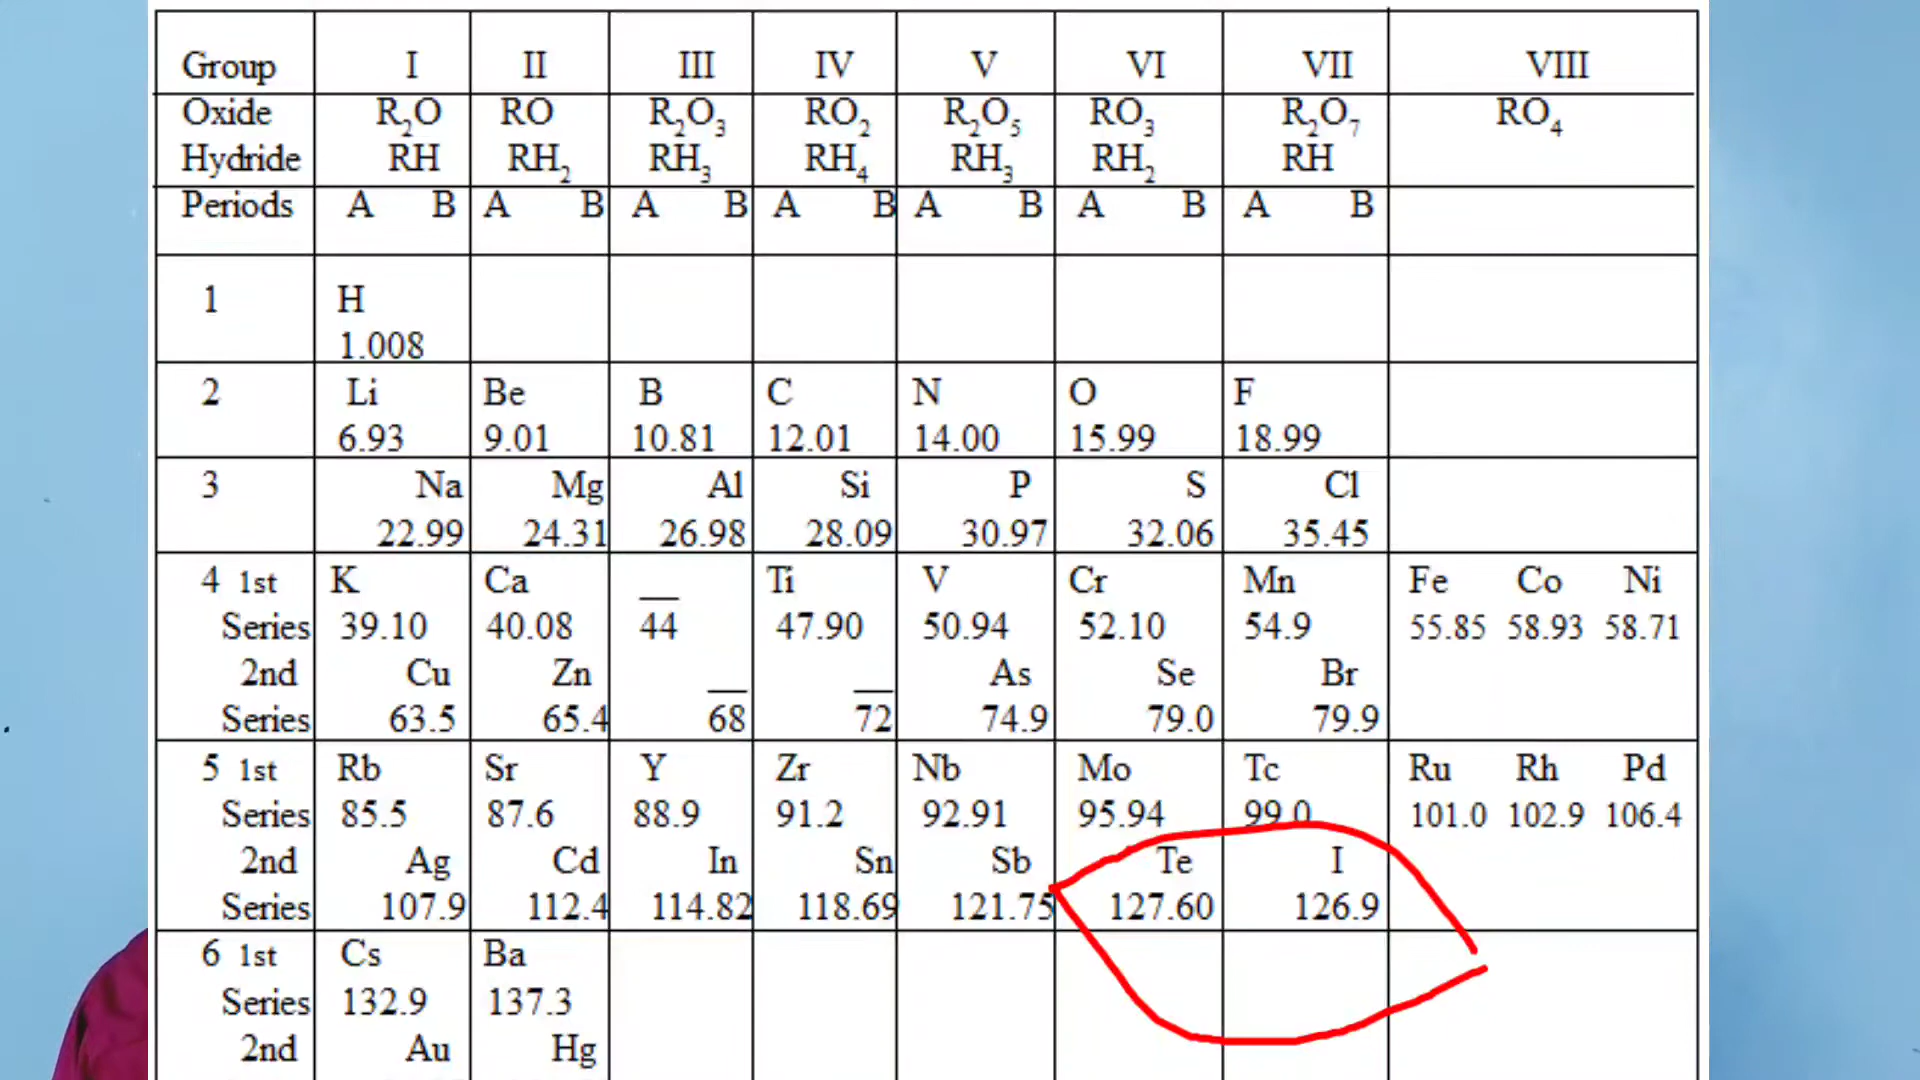 Group I II III IV V VI VII VIII
Oxide R₂O RO R₂O₃ RO₂ R₂O₅ RO₃ R₂O₇ RO₄
Hydride RH RH₂ RH₃ RH₄ RH₃ RH₂ RH
Periods A B A B A B A B A B A B A B
1 H
1.008
2 Li Be B C N O F
6.93 9.01 10.81 12.01 14.00 15.99 18.99
3 Na Mg Al Si P S Cl
22.99 24.31 26.98 28.09 30.97 32.06 35.45
4 1st K Ca __ Ti V Cr Mn Fe Co Ni
Series 39.10 40.08 44 47.90 50.94 52.10 54.9 55.85 58.93 58.71
2nd Cu Zn __ __ As Se Br
Series 63.5 65.4 68 72 74.9 79.0 79.9
5 1st Rb Sr Y Zr Nb Mo Tc Ru Rh Pd
Series 85.5 87.6 88.9 91.2 92.91 95.94 99.0 101.0 102.9 106.4
2nd Ag Cd In Sn Sb Te I
Series 107.9 112.4 114.82 118.69 121.75 127.60 126.9
6 1st Cs Ba
Series 132.9 137.3
2nd Au Hg